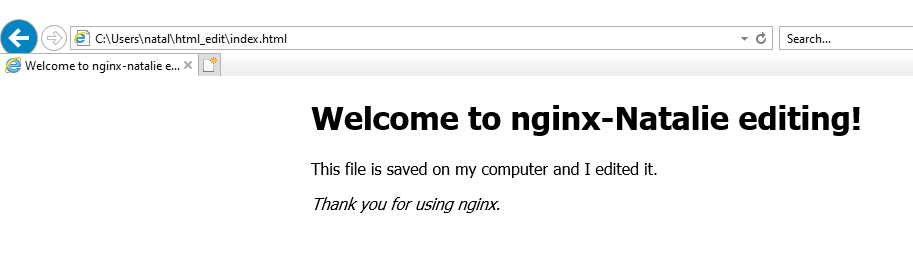 C:\Users\natal\html_edit\index.html
Search...
Welcome to nginx-natalie e...
Welcome to nginx-Natalie editing!
This file is saved on my computer and I edited it.
Thank you for using nginx.